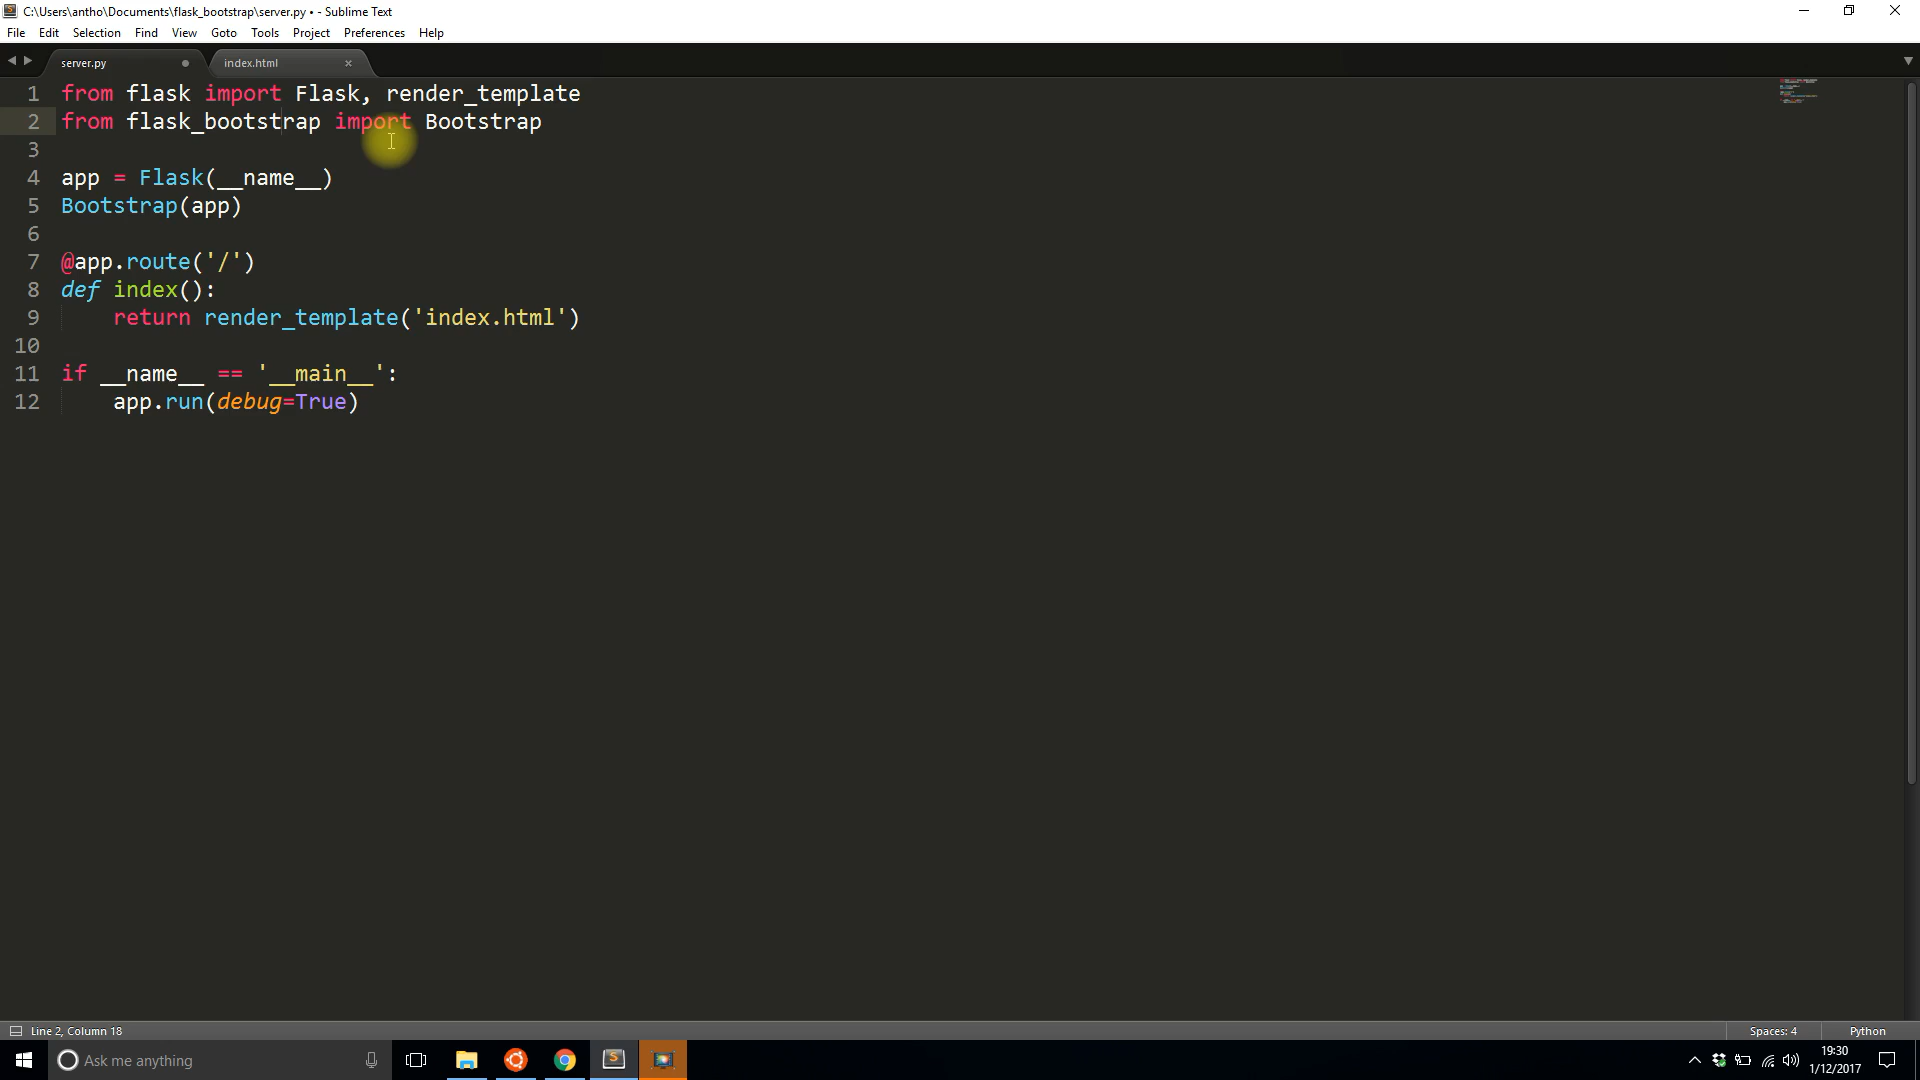 C:\Users\antho\Documents\flask_bootstrap\server.py • - Sublime Text
File Edit Selection Find View Goto Tools Project Preferences Help
server.py index.html
1 from flask import Flask, render_template
2 from flask_bootstrap import Bootstrap
3
4 app = Flask(__name__)
5 Bootstrap(app)
6
7 @app.route('/')
8 def index():
9 return render_template('index.html')
10
11 if __name__ == '__main__':
12 app.run(debug=True)
Line 2, Column 18 Spaces: 4 Python
Ask me anything
19:30
1/12/2017